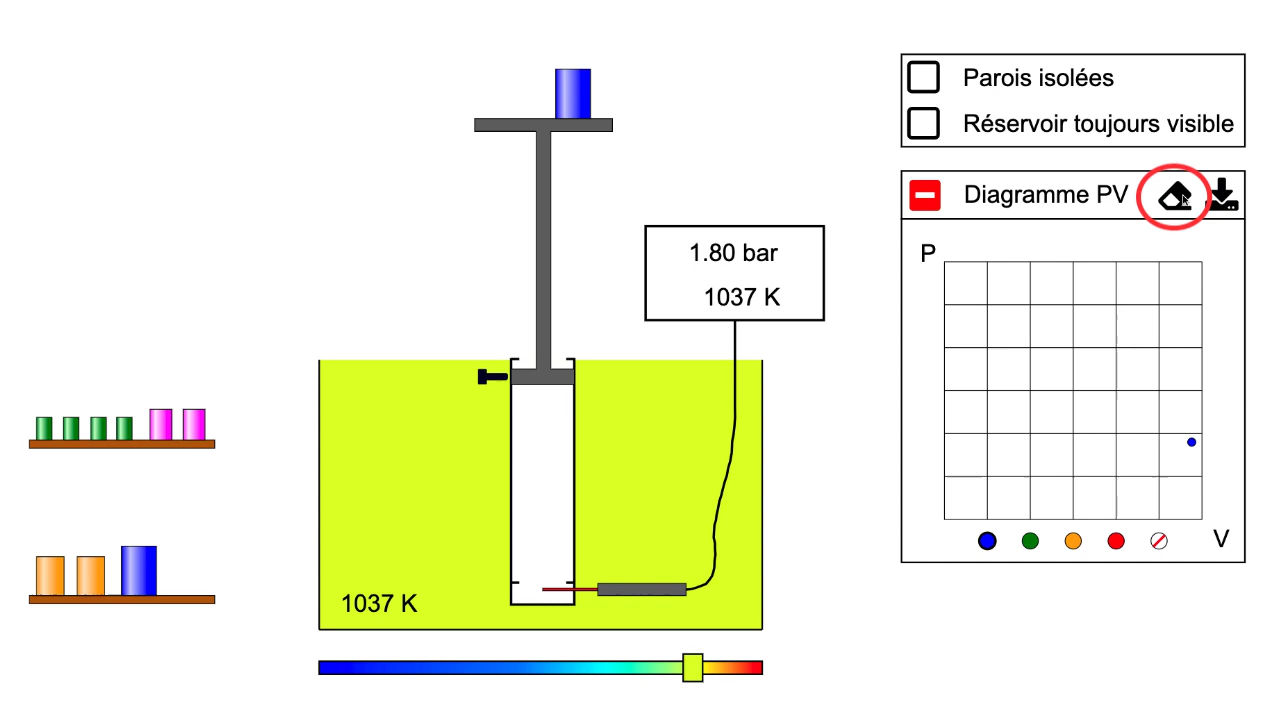 Parois isolées
Réservoir toujours visible
Diagramme PV
1.80 bar
1037 K
P
V
1037 K